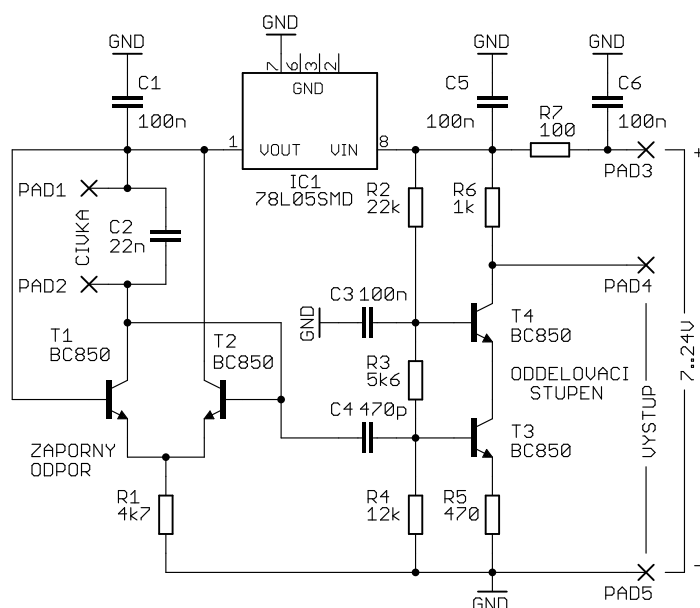 GND
GND
GND
GND
C1
100n
7 6 3 2
GND
1
VOUT
VIN
8
IC1
78L05SMD
C5
100n
R7
100
C6
100n
+
PAD3
PAD1
CIVKA
C2
22n
PAD2
R2
22k
R6
1k
PAD4
GND
C3
100n
T4
BC850
7..24V
T1
BC850
T2
BC850
R3
5k6
ODDELOVACI
STUPEN
C4
470p
VYSTUP
T3
BC850
ZAPORNY
ODPOR
R1
4k7
R4
12k
R5
470
PAD5
–
GND